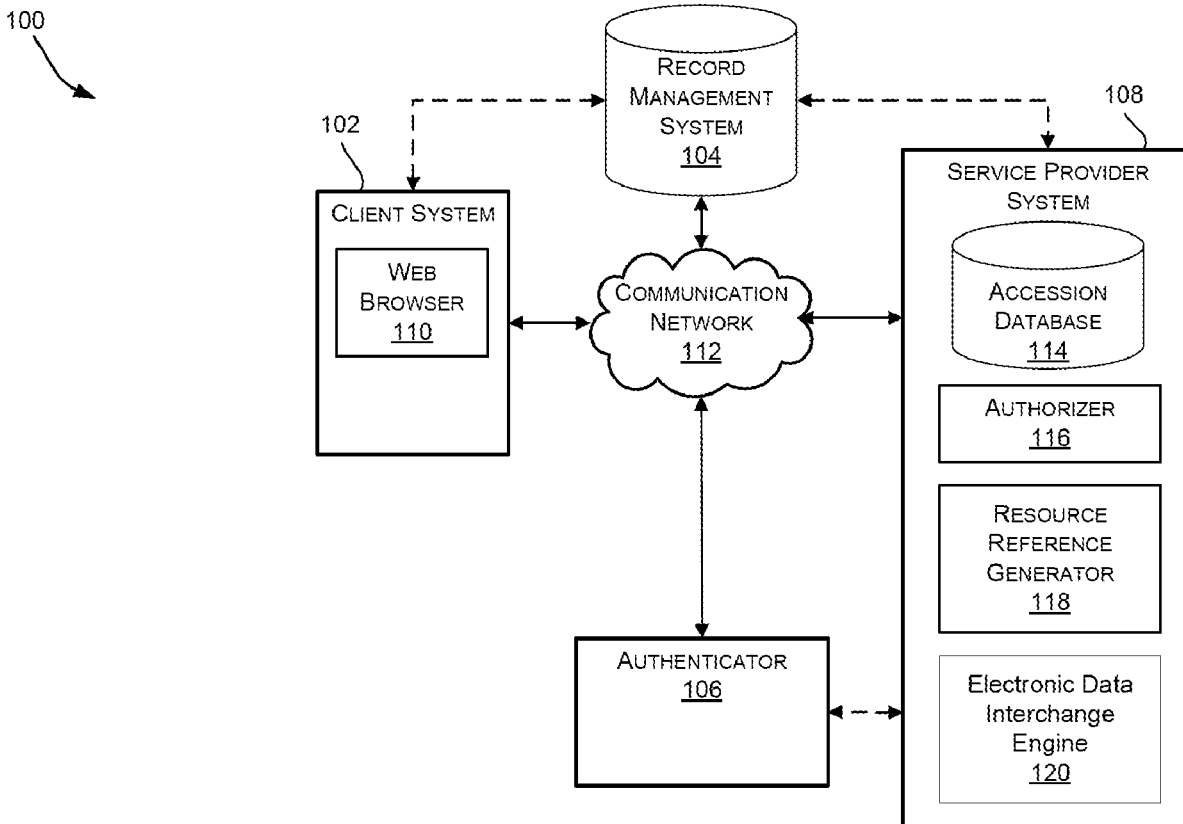 100
RECORD
MANAGEMENT
SYSTEM
104
102
CLIENT SYSTEM
WEB
BROWSER
110
COMMUNICATION
NETWORK
112
108
SERVICE PROVIDER
SYSTEM
ACCESSION
DATABASE
114
AUTHORIZER
116
RESOURCE
REFERENCE
GENERATOR
118
AUTHENTICATOR
106
Electronic Data
Interchange
Engine
120